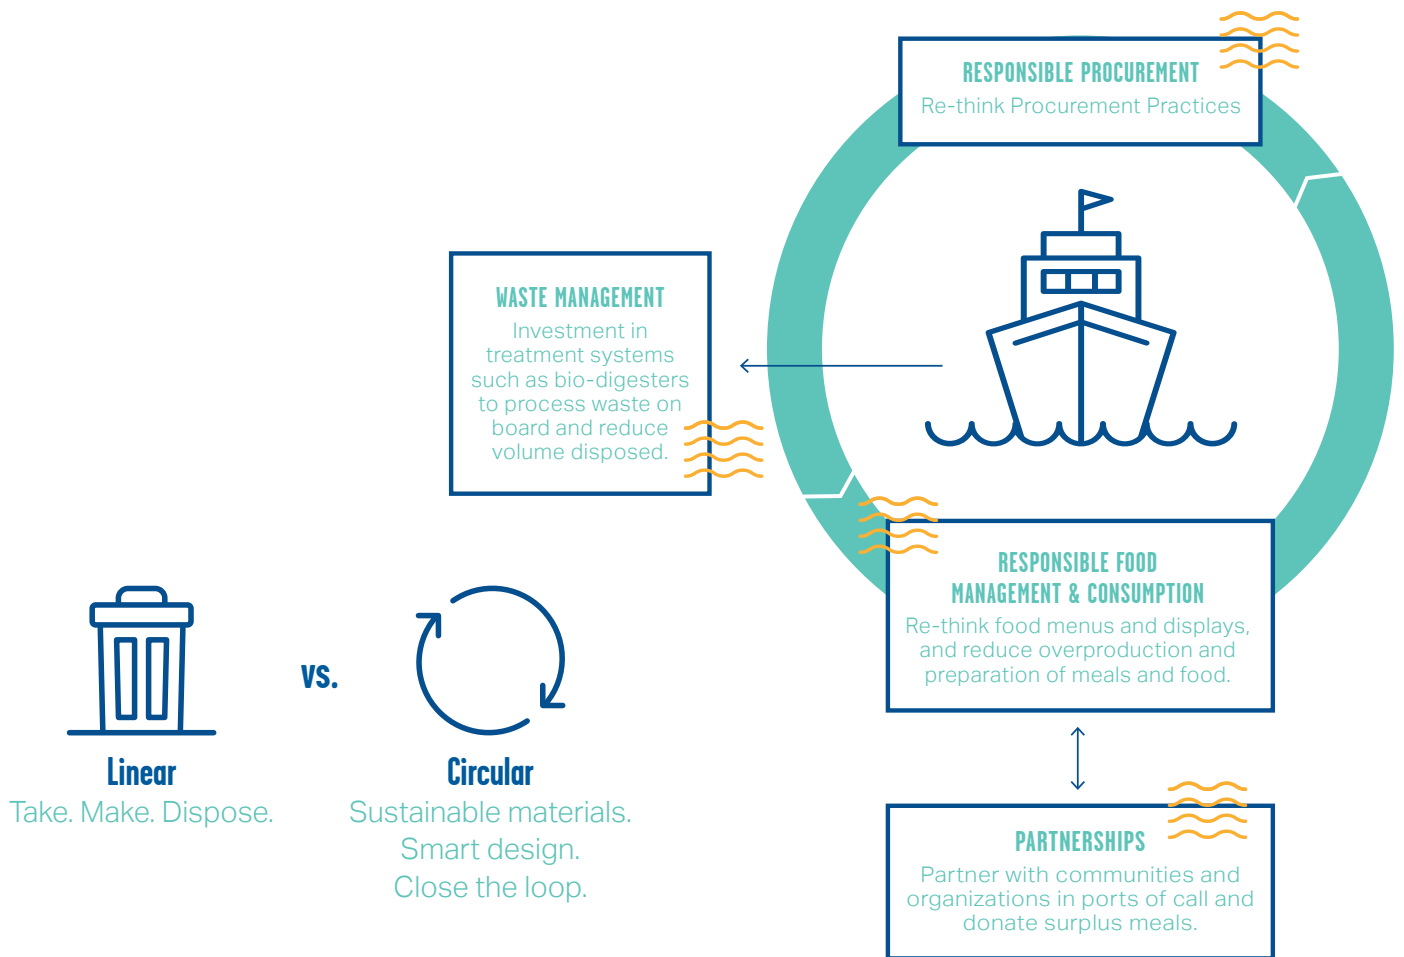 RESPONSIBLE PROCUREMENT
Re-think Procurement Practices
WASTE MANAGEMENT
Investment in
treatment systems
such as bio-digesters
to process waste on
board and reduce
volume disposed.
RESPONSIBLE FOOD
MANAGEMENT & CONSUMPTION
Re-think food menus and displays,
and reduce overproduction and
preparation of meals and food.
PARTNERSHIPS
Partner with communities and
organizations in ports of call and
donate surplus meals.
Linear
Take. Make. Dispose.
vs.
Circular
Sustainable materials.
Smart design.
Close the loop.